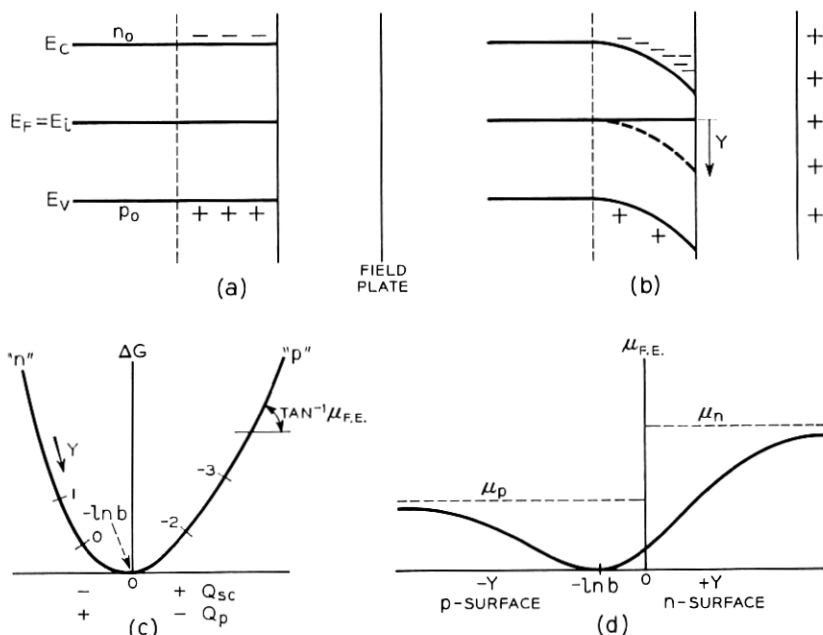 E_C n_o − − −
E_F = E_i
E_V p_o + + +
FIELD
PLATE
(a)
− − − − − − +
+
+
Y
+
+ + +
(b)
"n" ΔG "p"
TAN⁻¹ μ_F.E.
Y
1 -3
-ln b
0 -2
0
− + Q_sc
+ − Q_p
(c)
μ_F.E.
μ_n
μ_p
-Y -ln b 0 +Y
p-SURFACE n-SURFACE
(d)